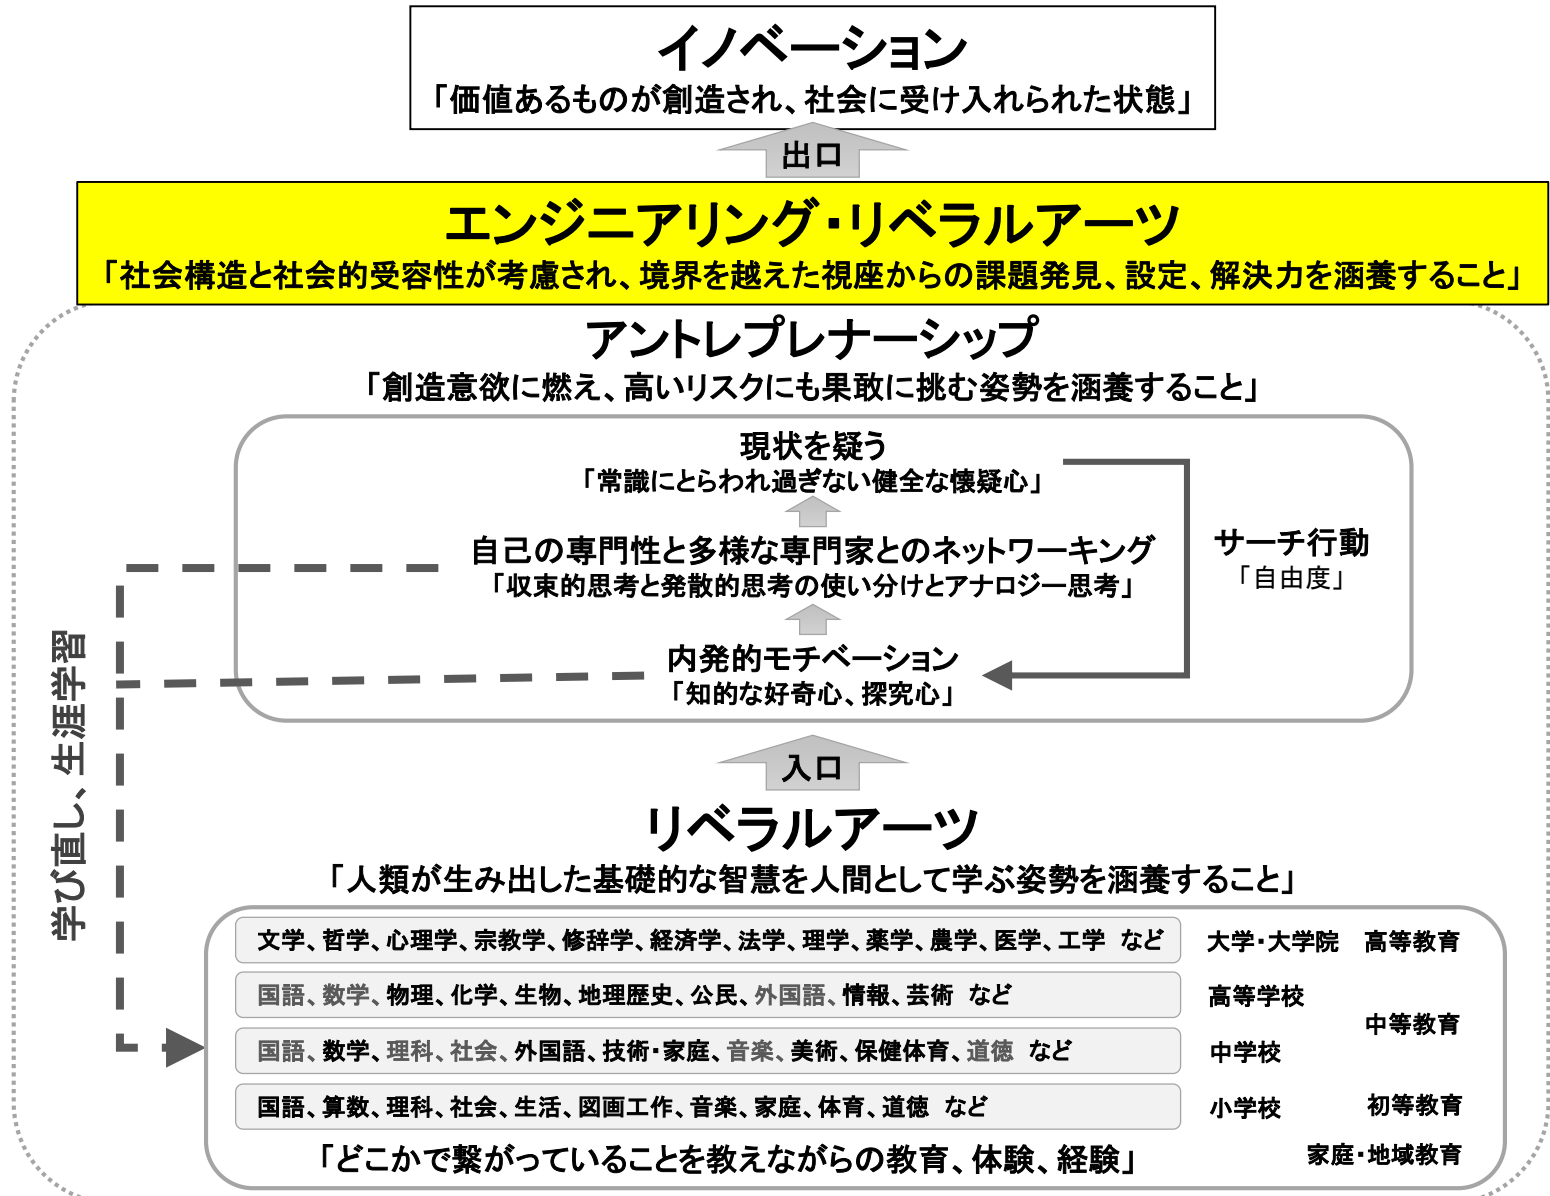 イノベーション
「価値あるものが創造され、社会に受け入れられた状態」
出口
エンジニアリング・リベラルアーツ
「社会構造と社会的受容性が考慮され、境界を越えた視座からの課題発見、設定、解決力を涵養すること」
アントレプレナーシップ
「創造意欲に燃え、高いリスクにも果敢に挑む姿勢を涵養すること」
現状を疑う
「常識にとらわれ過ぎない健全な懐疑心」
自己の専門性と多様な専門家とのネットワーキング
「収束的思考と発散的思考の使い分けとアナロジー思考」
サーチ行動
「自由度」
内発的モチベーション
「知的な好奇心、探究心」
学び直し、生涯学習
入口
リベラルアーツ
「人類が生み出した基礎的な智慧を人間として学ぶ姿勢を涵養すること」
文学、哲学、心理学、宗教学、修辞学、経済学、法学、理学、薬学、農学、医学、工学 など 大学・大学院 高等教育
国語、数学、物理、化学、生物、地理歴史、公民、外国語、情報、芸術 など 高等学校
中等教育
国語、数学、理科、社会、外国語、技術・家庭、音楽、美術、保健体育、道徳 など 中学校
国語、算数、理科、社会、生活、図画工作、音楽、家庭、体育、道徳 など 小学校 初等教育
「どこかで繋がっていることを教えながらの教育、体験、経験」 家庭・地域教育